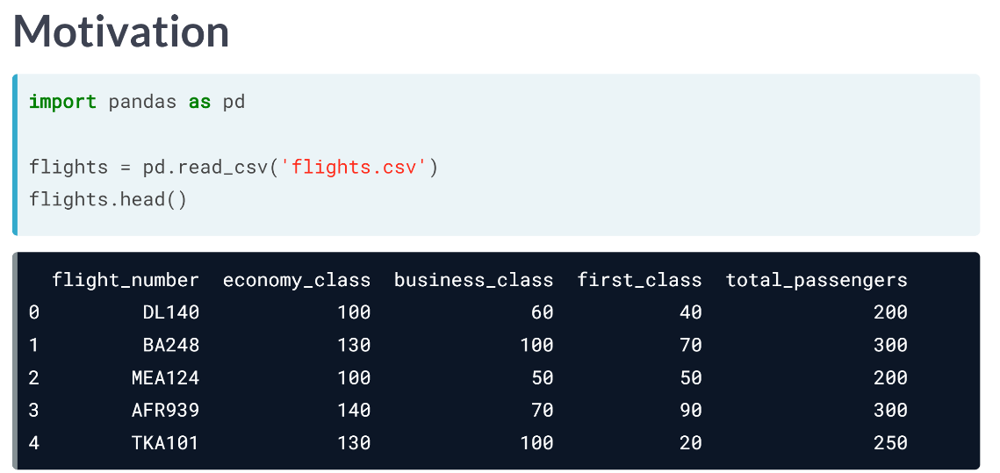 Motivation
import pandas as pd
flights = pd.read_csv('flights.csv')
flights.head()
flight_number economy_class business_class first_class total_passengers
0 DL140 100 60 40 200
1 BA248 130 100 70 300
2 MEA124 100 50 50 200
3 AFR939 140 70 90 300
4 TKA101 130 100 20 250